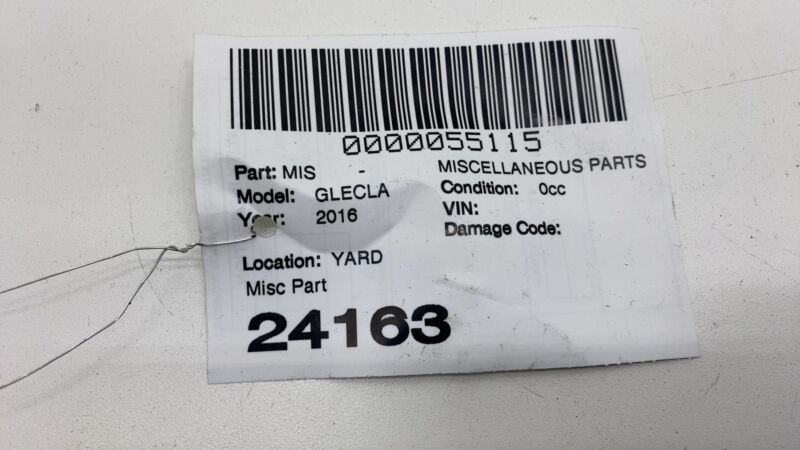 0000055115
Part: MIS - MISCELLANEOUS PARTS
Model: GLECLA Condition: 0cc
Year: 2016 VIN:
Damage Code:
Location: YARD
Misc Part
24163